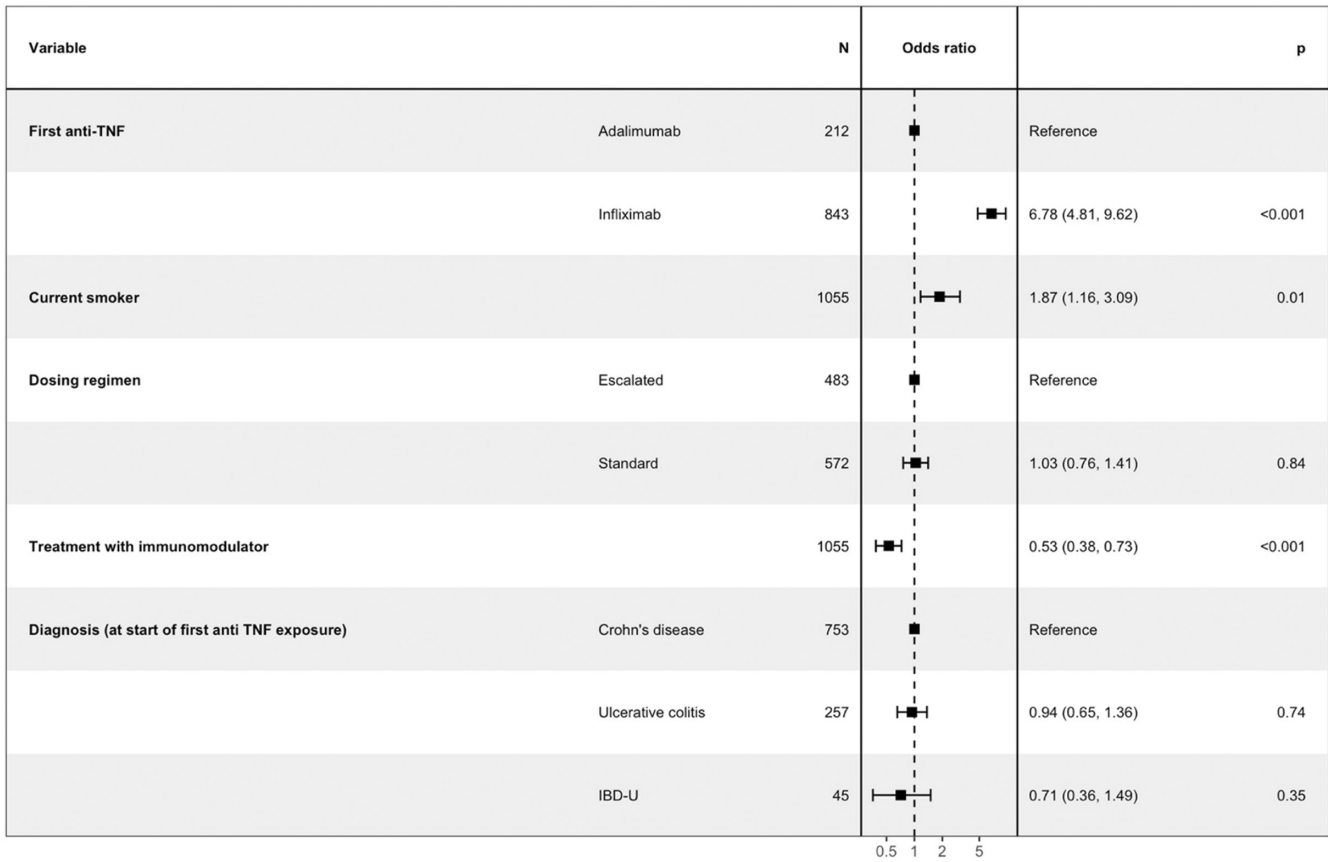 Variable N Odds ratio p
First anti-TNF Adalimumab 212 Reference
Infliximab 843 6.78 (4.81, 9.62) <0.001
Current smoker 1055 1.87 (1.16, 3.09) 0.01
Dosing regimen Escalated 483 Reference
Standard 572 1.03 (0.76, 1.41) 0.84
Treatment with immunomodulator 1055 0.53 (0.38, 0.73) <0.001
Diagnosis (at start of first anti TNF exposure) Crohn's disease 753 Reference
Ulcerative colitis 257 0.94 (0.65, 1.36) 0.74
IBD-U 45 0.71 (0.36, 1.49) 0.35
0.5 1 2 5